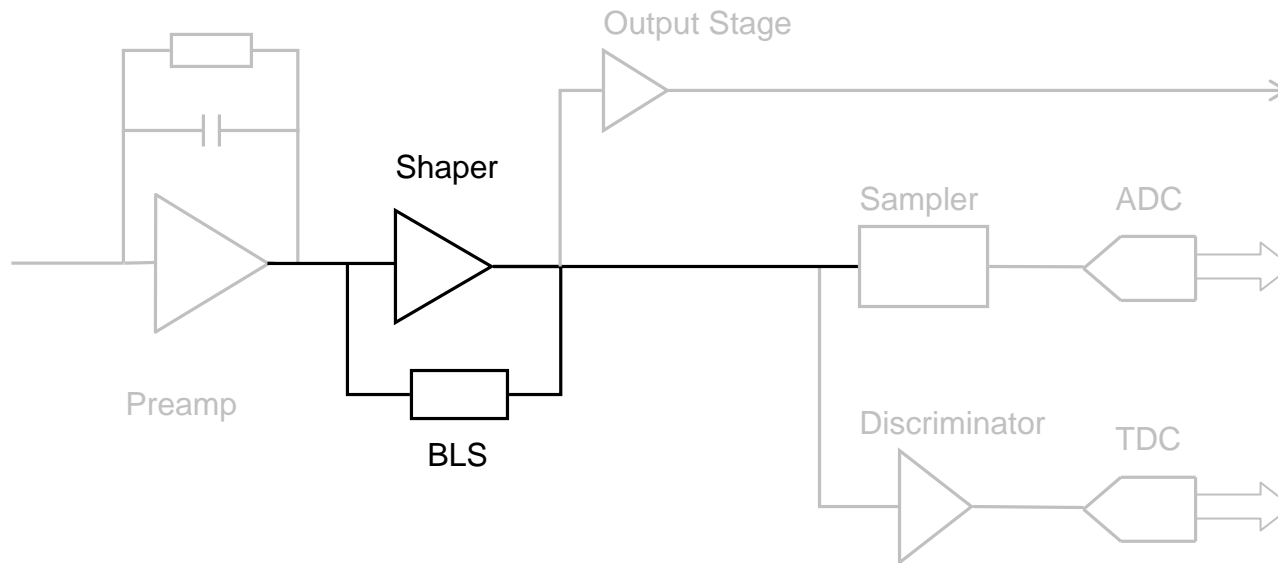 Output Stage
Shaper
Sampler
ADC
Preamp
BLS
Discriminator
TDC